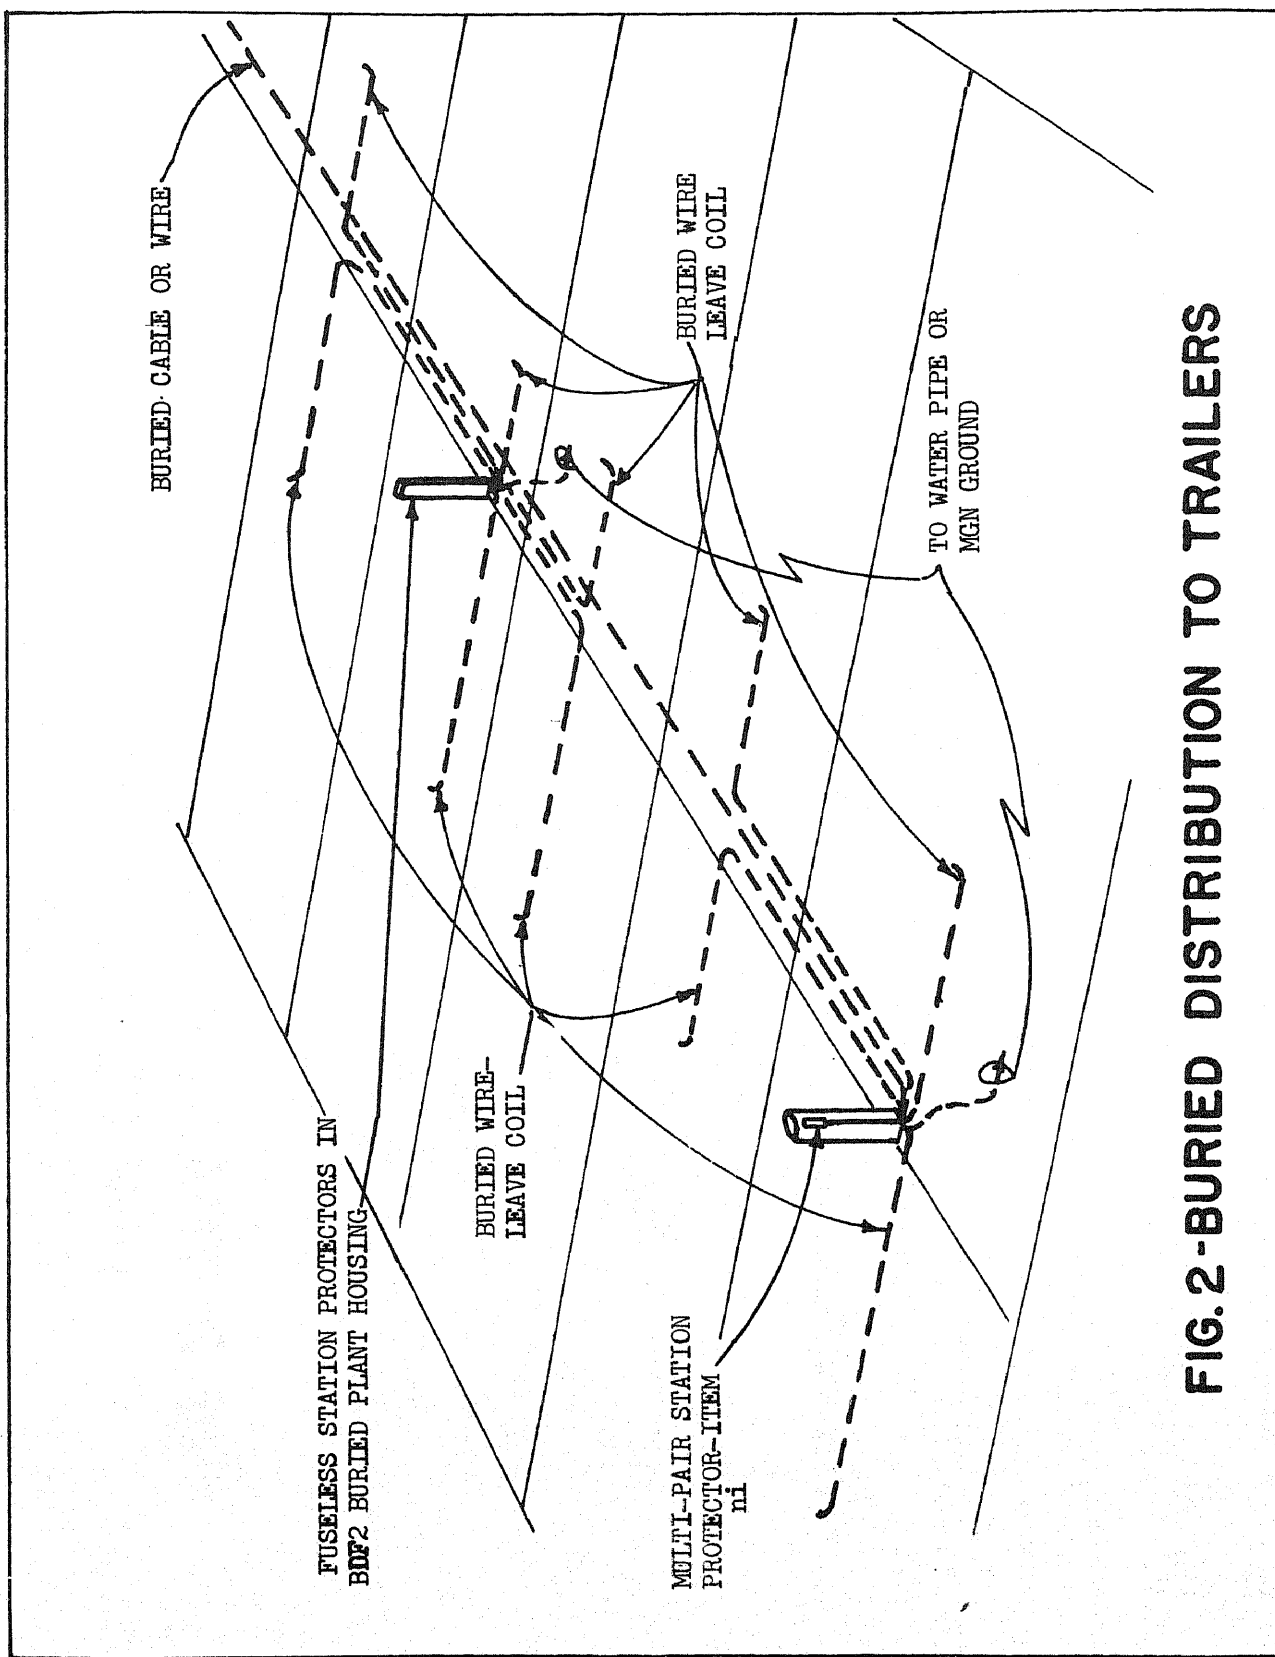 BURIED CABLE OR WIRE
FUSELESS STATION PROTECTORS IN
BDF2 BURIED PLANT HOUSING
BURIED WIRE-
LEAVE COIL
BURIED WIRE
LEAVE COIL
MULTI-PAIR STATION
PROTECTOR-ITEM
ni
TO WATER PIPE OR
MGN GROUND
FIG. 2-BURIED DISTRIBUTION TO TRAILERS